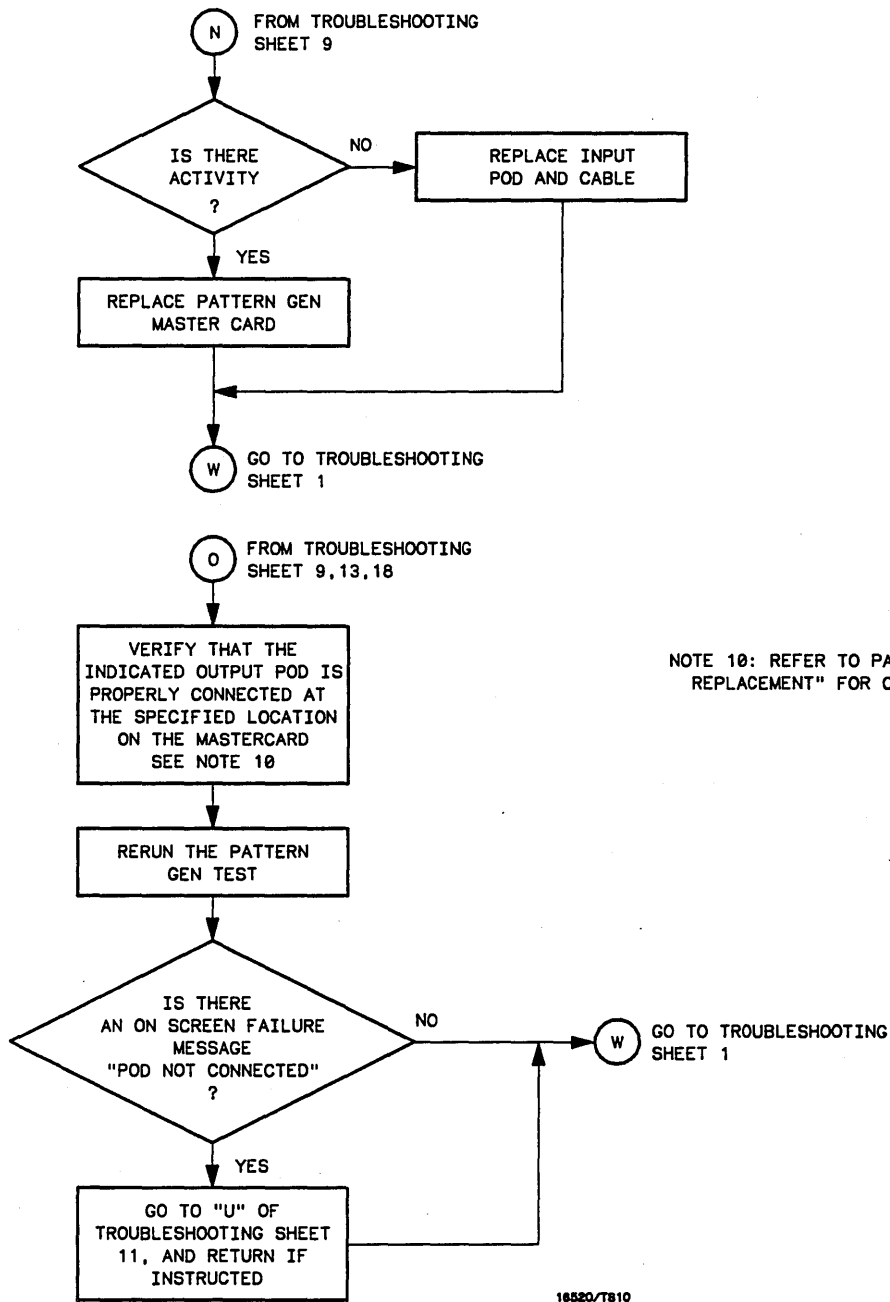 N
FROM TROUBLESHOOTING
SHEET 9
IS THERE
ACTIVITY
?
NO
REPLACE INPUT
POD AND CABLE
YES
REPLACE PATTERN GEN
MASTER CARD
W
GO TO TROUBLESHOOTING
SHEET 1
O
FROM TROUBLESHOOTING
SHEET 9,13,18
VERIFY THAT THE
INDICATED OUTPUT POD IS
PROPERLY CONNECTED AT
THE SPECIFIED LOCATION
ON THE MASTERCARD
SEE NOTE 10
NOTE 10: REFER TO PA
REPLACEMENT" FOR C
RERUN THE PATTERN
GEN TEST
IS THERE
AN ON SCREEN FAILURE
MESSAGE
"POD NOT CONNECTED"
?
NO
W
GO TO TROUBLESHOOTING
SHEET 1
YES
GO TO "U" OF
TROUBLESHOOTING SHEET
11, AND RETURN IF
INSTRUCTED
16520/TS10